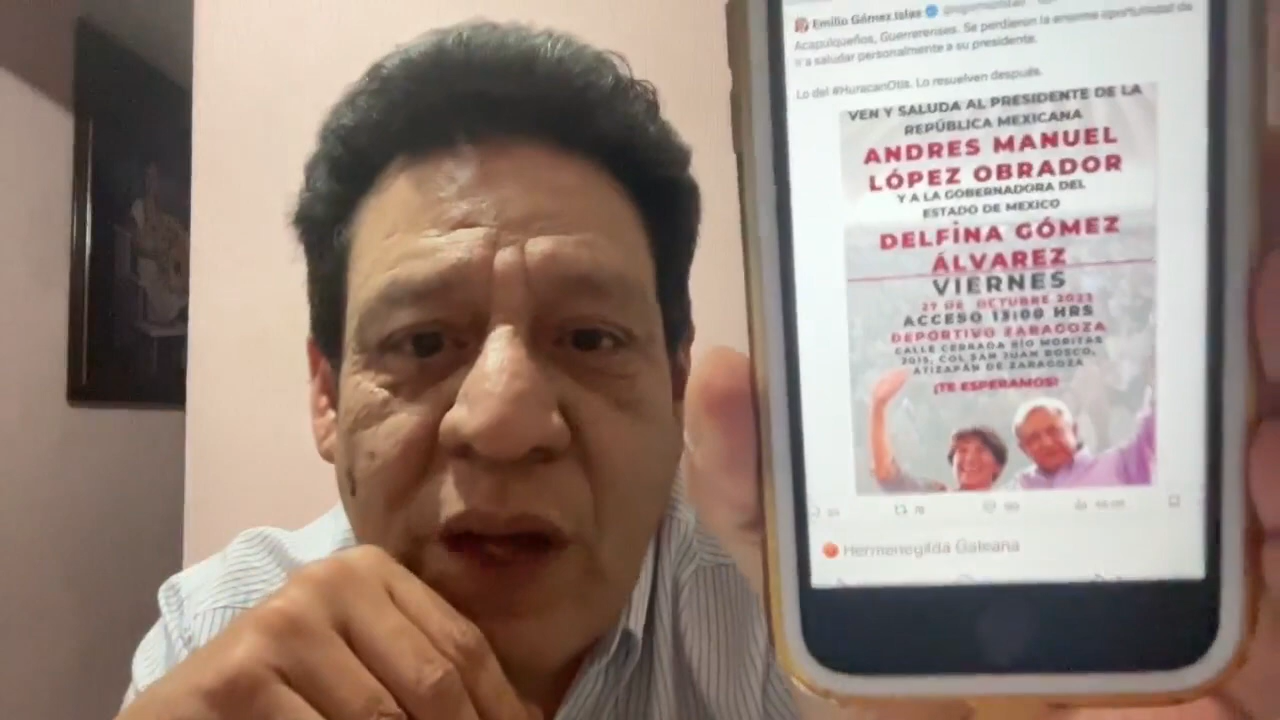 Emilio Gómez Islas
Acapulqueños, Guerrerenses. Se perdieron la enorme oportunidad de
ir a saludar personalmente a su presidente.
Lo del #HuracanOtis. Lo resuelven después.
VEN Y SALUDA AL PRESIDENTE DE LA
REPÚBLICA MEXICANA
ANDRES MANUEL
LÓPEZ OBRADOR
Y A LA GOBERNADORA DEL
ESTADO DE MEXICO
DELFINA GÓMEZ
ÁLVAREZ
VIERNES
27 DE OCTUBRE 2023
ACCESO 13:00 HRS
DEPORTIVO ZARAGOZA
CALLE CERRADA RÍO MORITAS
2015, COL SAN JUAN BOSCO,
ATIZAPÁN DE ZARAGOZA
¡TE ESPERAMOS!
Hermenegilda Galeana